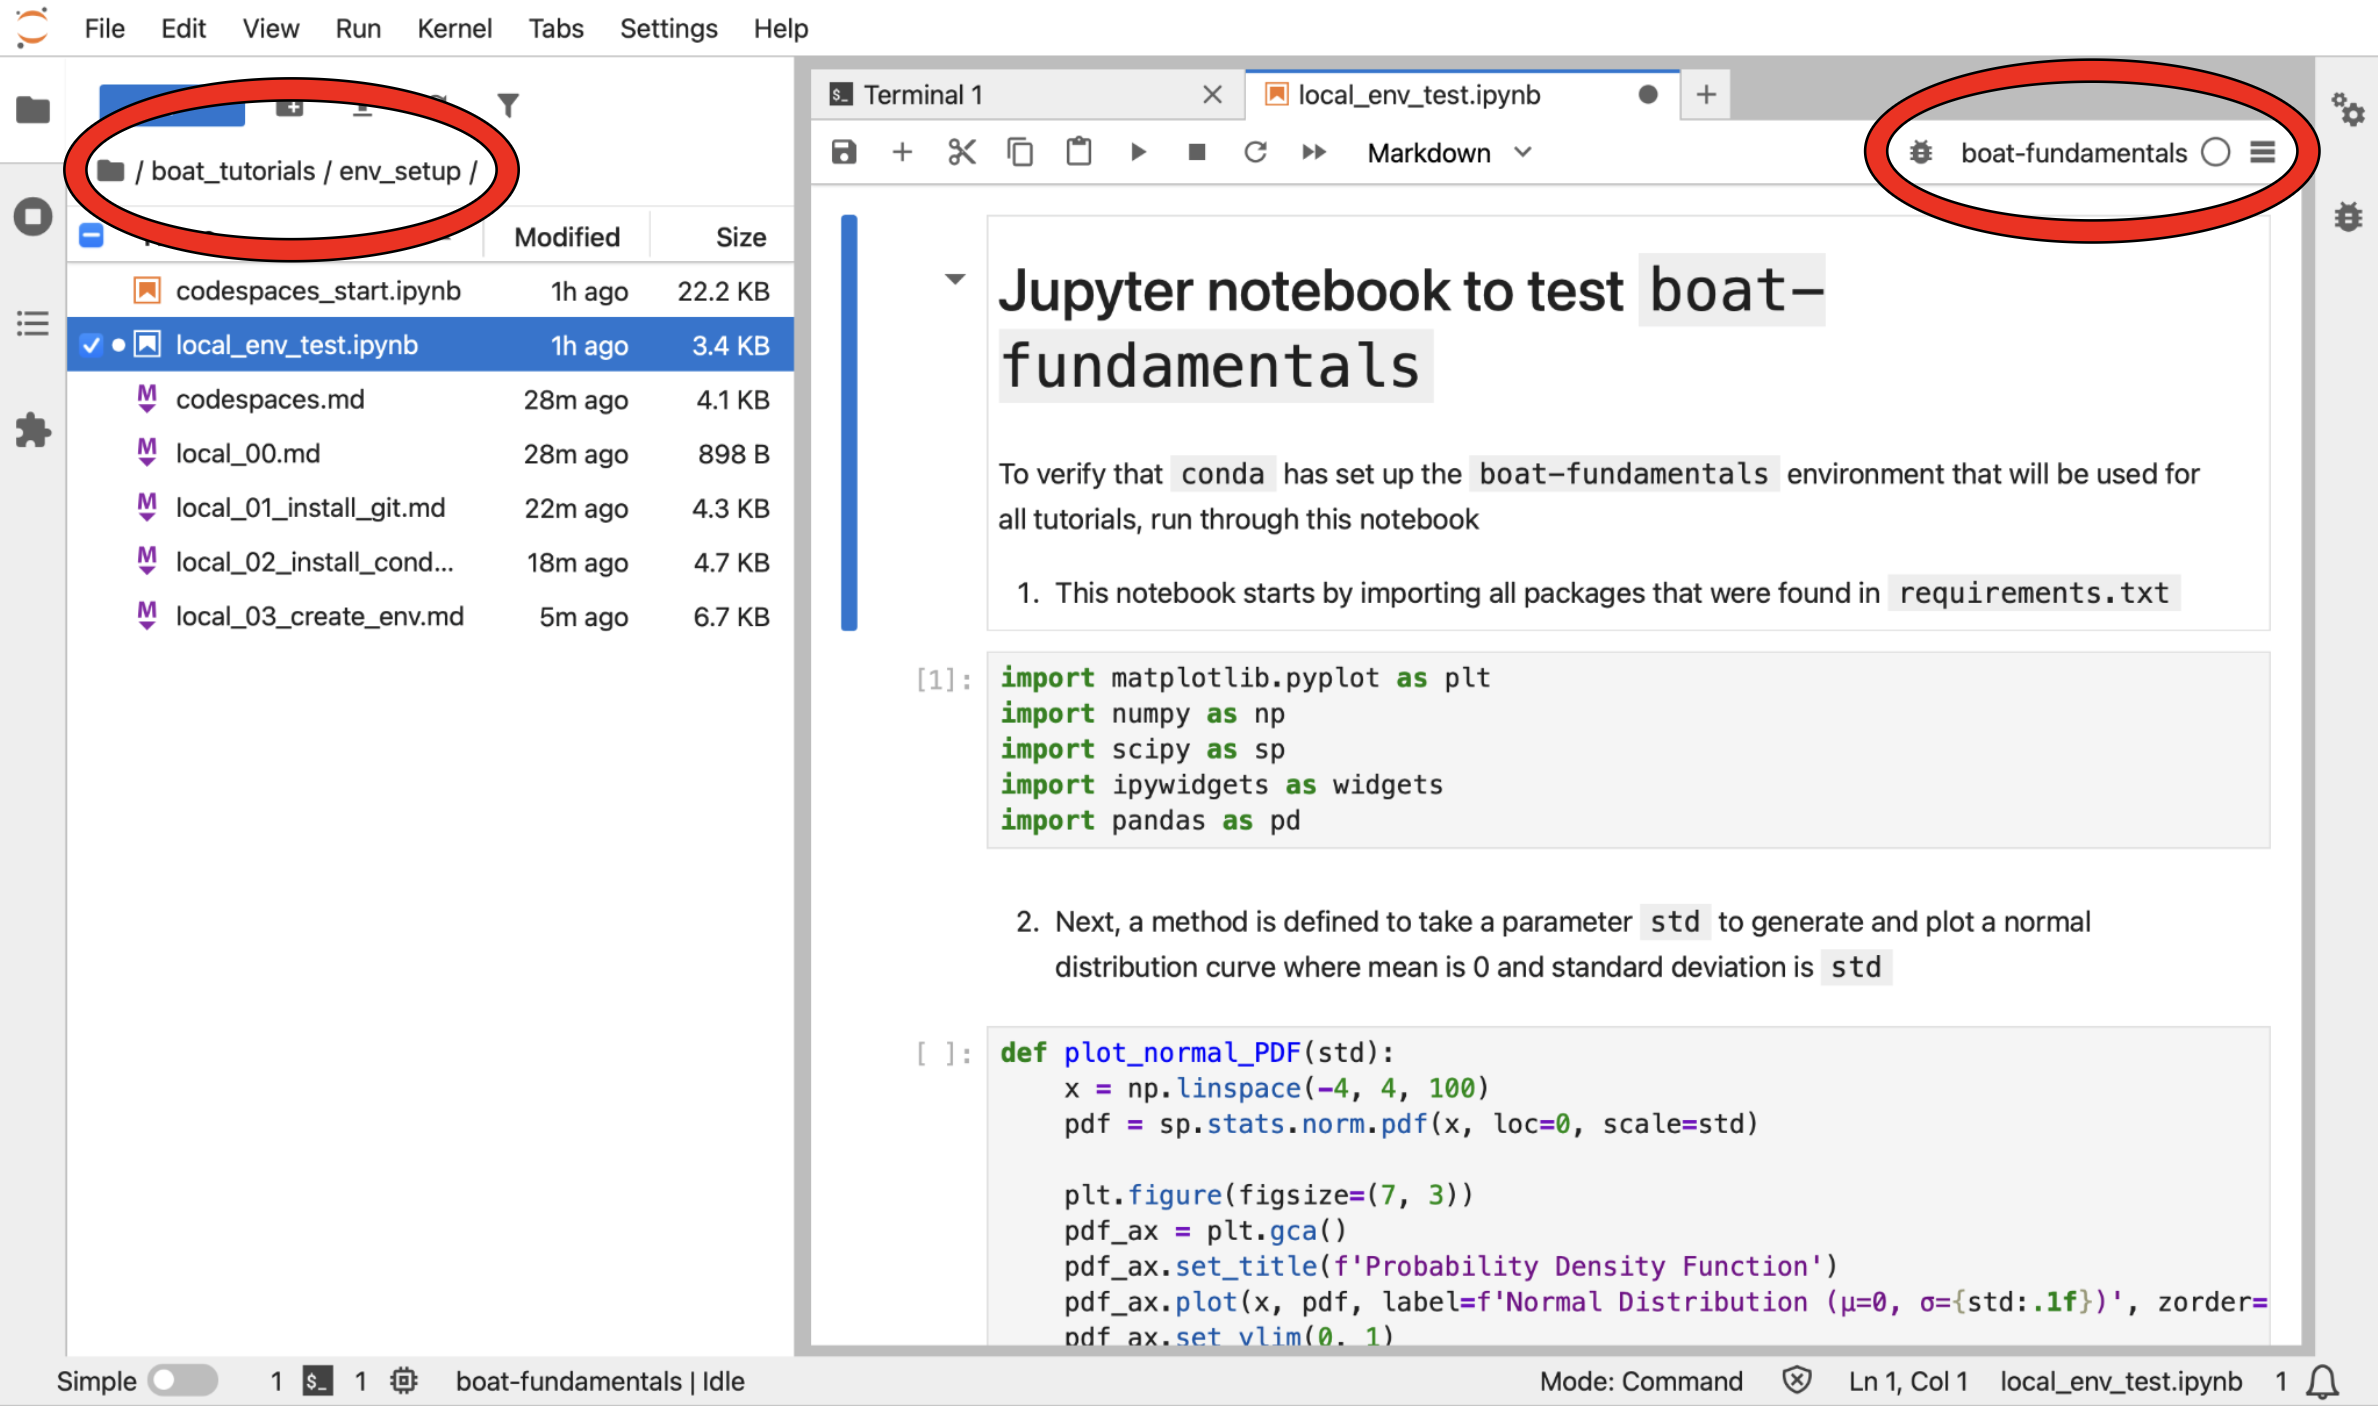 File Edit View Run Kernel Tabs Settings Help
Terminal 1
local_env_test.ipynb
/ boat_tutorials / env_setup /
Markdown
boat-fundamentals
Modified Size
codespaces_start.ipynb 1h ago 22.2 KB
local_env_test.ipynb 1h ago 3.4 KB
codespaces.md 28m ago 4.1 KB
local_00.md 28m ago 898 B
local_01_install_git.md 22m ago 4.3 KB
local_02_install_cond... 18m ago 4.7 KB
local_03_create_env.md 5m ago 6.7 KB
Jupyter notebook to test boat-
fundamentals
To verify that conda has set up the boat-fundamentals environment that will be used for
all tutorials, run through this notebook
1. This notebook starts by importing all packages that were found in requirements.txt
[1]: import matplotlib.pyplot as plt
import numpy as np
import scipy as sp
import ipywidgets as widgets
import pandas as pd
2. Next, a method is defined to take a parameter std to generate and plot a normal
distribution curve where mean is 0 and standard deviation is std
[ ]: def plot_normal_PDF(std):
x = np.linspace(-4, 4, 100)
pdf = sp.stats.norm.pdf(x, loc=0, scale=std)
plt.figure(figsize=(7, 3))
pdf_ax = plt.gca()
pdf_ax.set_title(f'Probability Density Function')
pdf_ax.plot(x, pdf, label=f'Normal Distribution (μ=0, σ={std:.1f})', zorder=
pdf_ax.set_ylim(0, 1)
Simple 1 $_ 1 boat-fundamentals | Idle Mode: Command Ln 1, Col 1 local_env_test.ipynb 1